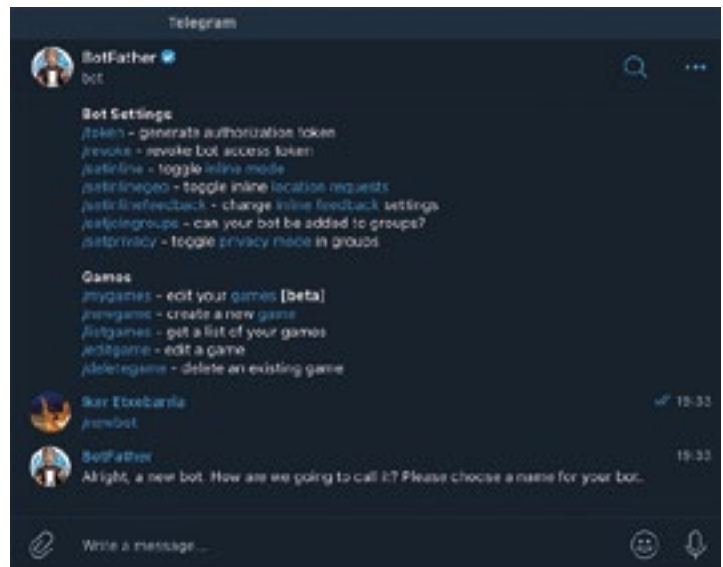 Telegram
BotFather
bot
Bot Settings
/token - generate authorization token
/revoke - revoke bot access token
/setinline - toggle inline mode
/setinlinegeo - toggle inline location requests
/setinlinefeedback - change inline feedback settings
/setjoingroups - can your bot be added to groups?
/setprivacy - toggle privacy mode in groups
Games
/mygames - edit your games [beta]
/newgame - create a new game
/listgames - get a list of your games
/editgame - edit a game
/deletegame - delete an existing game
Iker Etxebarria 19:33
/newbot
BotFather 19:33
Alright, a new bot. How are we going to call it? Please choose a name for your bot.
Write a message...